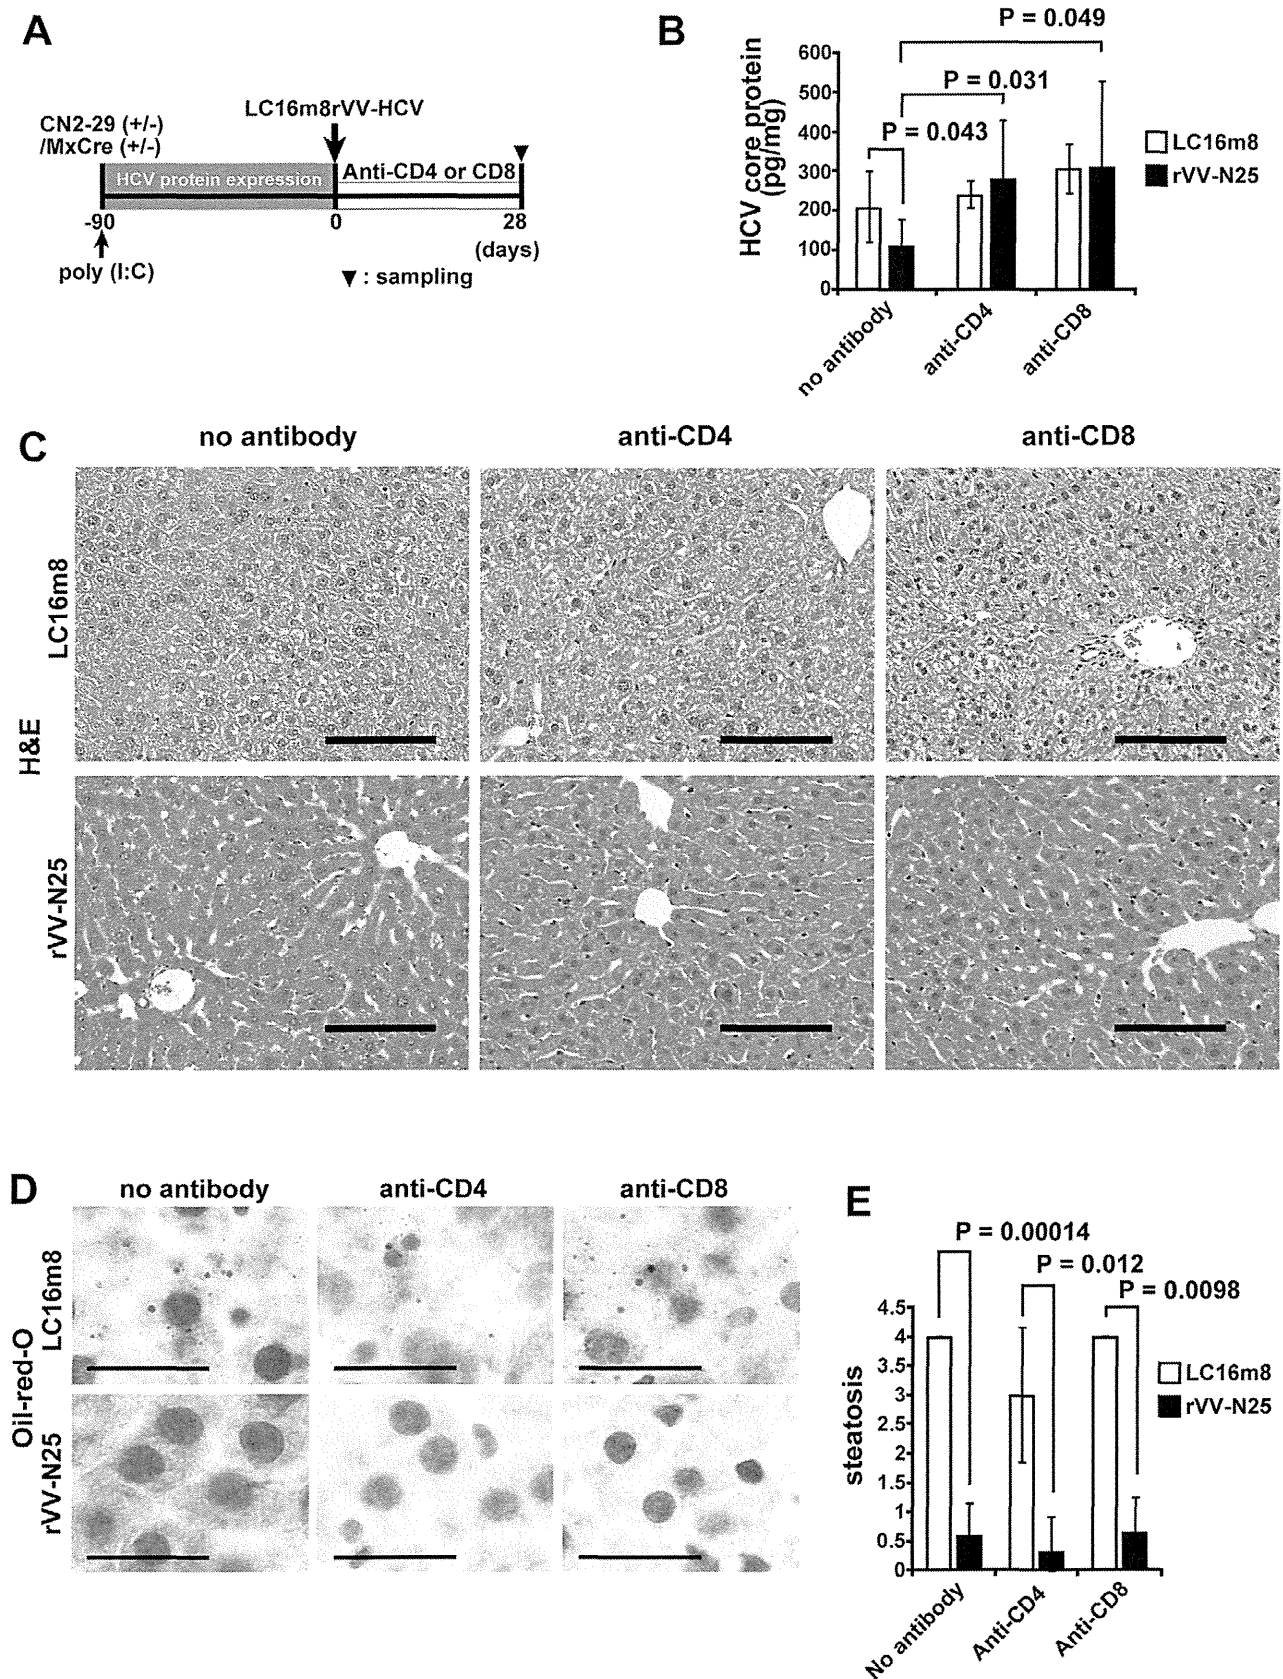 A
LC16m8rVV-HCV
CN2-29 (+/-)
/MxCre (+/-)
HCV protein expression
Anti-CD4 or CD8
-90
0
28
(days)
poly (I:C)
▼ : sampling
B
P = 0.049
P = 0.031
P = 0.043
HCV core protein
(pg/mg)
600
500
400
300
200
100
0
no antibody
anti-CD4
anti-CD8
LC16m8
rVV-N25
C
no antibody
anti-CD4
anti-CD8
H&E
LC16m8
rVV-N25
D
no antibody
anti-CD4
anti-CD8
Oil-red-O
LC16m8
rVV-N25
E
P = 0.00014
P = 0.012
P = 0.0098
steatosis
4.5
4
3.5
3
2.5
2
1.5
1
0.5
0
No antibody
Anti-CD4
Anti-CD8
LC16m8
rVV-N25